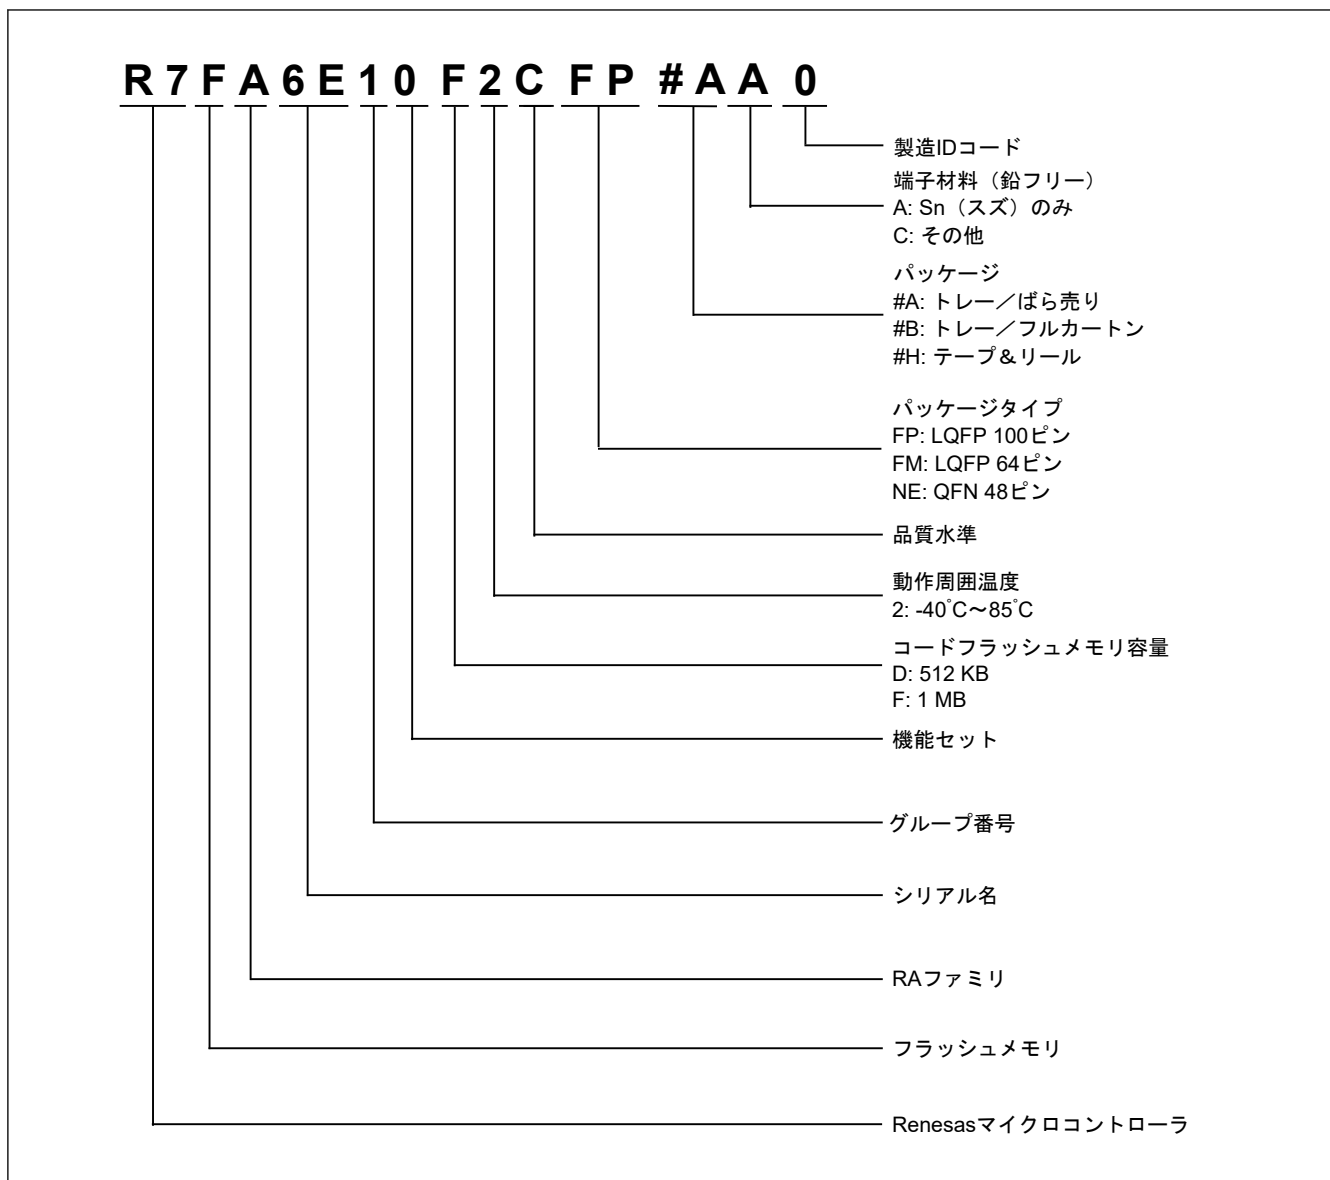 R7FA6E10F2CFP#AA0
製造IDコード
端子材料（鉛フリー）
A: Sn（スズ）のみ
C: その他
パッケージ
#A: トレー／ばら売り
#B: トレー／フルカートン
#H: テープ＆リール
パッケージタイプ
FP: LQFP 100ピン
FM: LQFP 64ピン
NE: QFN 48ピン
品質水準
動作周囲温度
2: -40°C～85°C
コードフラッシュメモリ容量
D: 512 KB
F: 1 MB
機能セット
グループ番号
シリアル名
RAファミリ
フラッシュメモリ
Renesasマイクロコントローラ